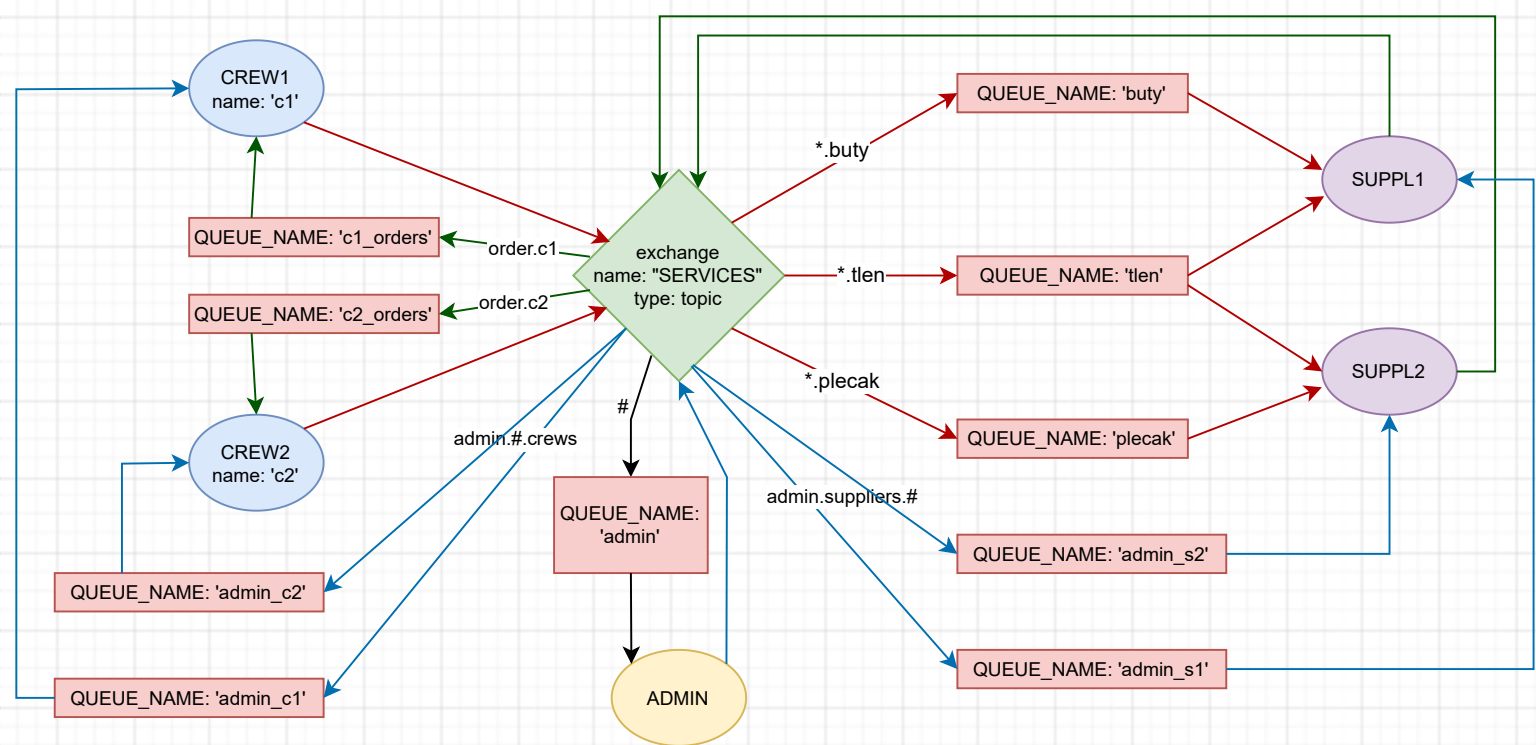 CREW1
name: 'c1'
QUEUE_NAME: 'buty'
*.buty
SUPPL1
QUEUE_NAME: 'c1_orders'
order.c1
exchange
name: "SERVICES"
type: topic
*.tlen
QUEUE_NAME: 'tlen'
QUEUE_NAME: 'c2_orders'
order.c2
SUPPL2
*.plecak
#
QUEUE_NAME: 'plecak'
CREW2
name: 'c2'
admin.#.crews
admin.suppliers.#
QUEUE_NAME:
'admin'
QUEUE_NAME: 'admin_s2'
QUEUE_NAME: 'admin_c2'
QUEUE_NAME: 'admin_s1'
QUEUE_NAME: 'admin_c1'
ADMIN